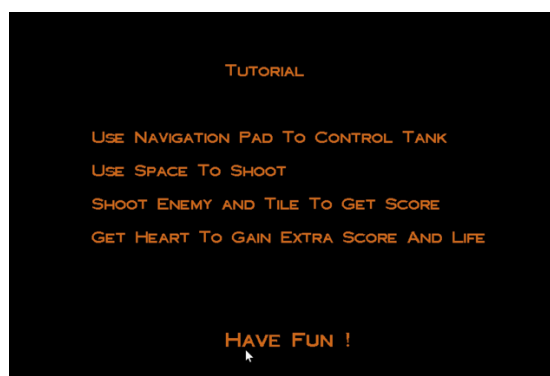 Tutorial
Use Navigation Pad To Control Tank
Use Space To Shoot
Shoot Enemy and Tile To Get Score
Get Heart To Gain Extra Score And Life
Have Fun !